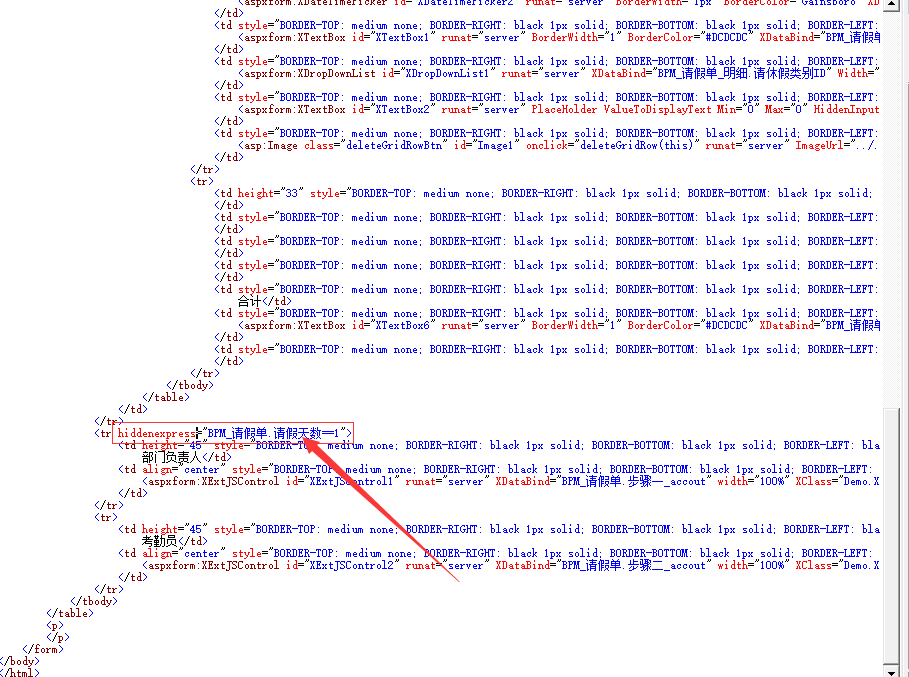 <aspxform:XDateTimePicker id="XDateTimePicker2" runat="server" BorderWidth="1px" BorderColor="Gainsboro" XD
</td>
<td style="BORDER-TOP: medium none; BORDER-RIGHT: black 1px solid; BORDER-BOTTOM: black 1px solid; BORDER-LEFT:
<aspxform:XTextBox id="XTextBox1" runat="server" BorderWidth="1" BorderColor="#DCDCDC" XDataBind="BPM_请假单
</td>
<td style="BORDER-TOP: medium none; BORDER-RIGHT: black 1px solid; BORDER-BOTTOM: black 1px solid; BORDER-LEFT:
<aspxform:XDropDownList id="XDropDownList1" runat="server" XDataBind="BPM_请假单_明细.请休假类别ID" Width="
</td>
<td style="BORDER-TOP: medium none; BORDER-RIGHT: black 1px solid; BORDER-BOTTOM: black 1px solid; BORDER-LEFT:
<aspxform:XTextBox id="XTextBox2" runat="server" PlaceHolder ValueToDisplayText Min="0" Max="0" HiddenInput
</td>
<td style="BORDER-TOP: medium none; BORDER-RIGHT: black 1px solid; BORDER-BOTTOM: black 1px solid; BORDER-LEFT:
<asp:Image class="deleteGridRowBtn" id="Image1" onclick="deleteGridRow(this)" runat="server" ImageUrl="../.
</td>
</tr>
<tr>
<td height="33" style="BORDER-TOP: medium none; BORDER-RIGHT: black 1px solid; BORDER-BOTTOM: black 1px solid;
</td>
<td style="BORDER-TOP: medium none; BORDER-RIGHT: black 1px solid; BORDER-BOTTOM: black 1px solid; BORDER-LEFT:
</td>
<td style="BORDER-TOP: medium none; BORDER-RIGHT: black 1px solid; BORDER-BOTTOM: black 1px solid; BORDER-LEFT:
</td>
<td style="BORDER-TOP: medium none; BORDER-RIGHT: black 1px solid; BORDER-BOTTOM: black 1px solid; BORDER-LEFT:
</td>
<td style="BORDER-TOP: medium none; BORDER-RIGHT: black 1px solid; BORDER-BOTTOM: black 1px solid; BORDER-LEFT:
合计</td>
<td style="BORDER-TOP: medium none; BORDER-RIGHT: black 1px solid; BORDER-BOTTOM: black 1px solid; BORDER-LEFT:
<aspxform:XTextBox id="XTextBox6" runat="server" BorderWidth="1" BorderColor="#DCDCDC" XDataBind="BPM_请假单
</td>
<td style="BORDER-TOP: medium none; BORDER-RIGHT: black 1px solid; BORDER-BOTTOM: black 1px solid; BORDER-LEFT:
</td>
</tr>
</tbody>
</table>
</td>
</tr>
<tr hiddenexpress="BPM_请假单.请假天数==1">
<td height="45" style="BORDER-TOP: medium none; BORDER-RIGHT: black 1px solid; BORDER-BOTTOM: black 1px solid; BORDER-LEFT: bla
部门负责人</td>
<td align="center" style="BORDER-TOP: medium none; BORDER-RIGHT: black 1px solid; BORDER-BOTTOM: black 1px solid; BORDER-LEFT:
<aspxform:XExtJSControl id="XExtJSControl1" runat="server" XDataBind="BPM_请假单.步骤一_accout" width="100%" XClass="Demo.X
</td>
</tr>
<tr>
<td height="45" style="BORDER-TOP: medium none; BORDER-RIGHT: black 1px solid; BORDER-BOTTOM: black 1px solid; BORDER-LEFT: bla
考勤员</td>
<td align="center" style="BORDER-TOP: medium none; BORDER-RIGHT: black 1px solid; BORDER-BOTTOM: black 1px solid; BORDER-LEFT:
<aspxform:XExtJSControl id="XExtJSControl2" runat="server" XDataBind="BPM_请假单.步骤二_accout" width="100%" XClass="Demo.X
</td>
</tr>
</tbody>
</table>
<p>
</p>
</form>
</body>
</html>